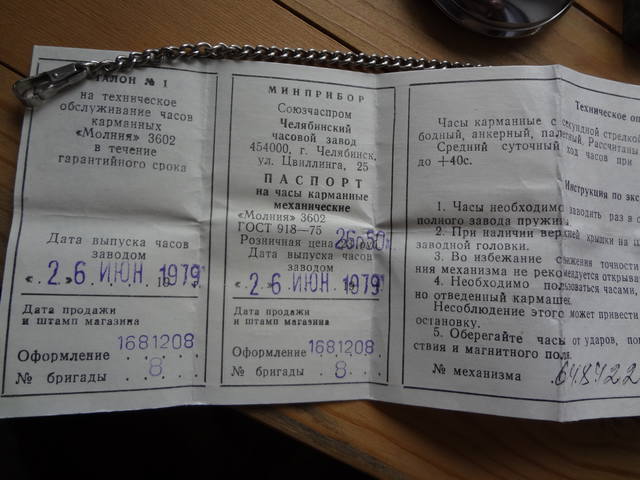 ТАЛОН № 1
на техническое
обслуживание часов
карманных
«Молния» 3602
в течение
гарантийного срока
Дата выпуска часов
заводом
«2 6 ИЮН 1979
Дата продажи
и штамп магазина
Оформление 1681208
№ бригады 8
МИНПРИБОР
Союзчаспром
Челябинский
часовой завод
454000, г. Челябинск,
ул. Цвиллинга, 25
ПАСПОРТ
на часы карманные
механические
«Молния» 3602
ГОСТ 918—75
Розничная цена 26-50
Дата выпуска часов
заводом
«2 6 ИЮН 1979
Дата продажи
и штамп магазина
Оформление 1681208
№ бригады 8
Техническое оп
Часы карманные с секундной стрелкой
бодный, анкерный, Рассчитаны
Средний суточный ход часов при
до +40с.
Инструкция по экс
1. Часы необходимо заводить раз в с
полного завода пружины
2. При наличии верхней крышки на
заводной головки.
3. Во избежание снижения точности
ния механизма не рекомендуется открыват
4. Необходимо пользоваться часами,
но отведенный кармашек.
Несоблюдение этого может привести
остановку.
5. Оберегайте часы от ударов, поп
ствия и магнитного поля.
№ механизма 648722